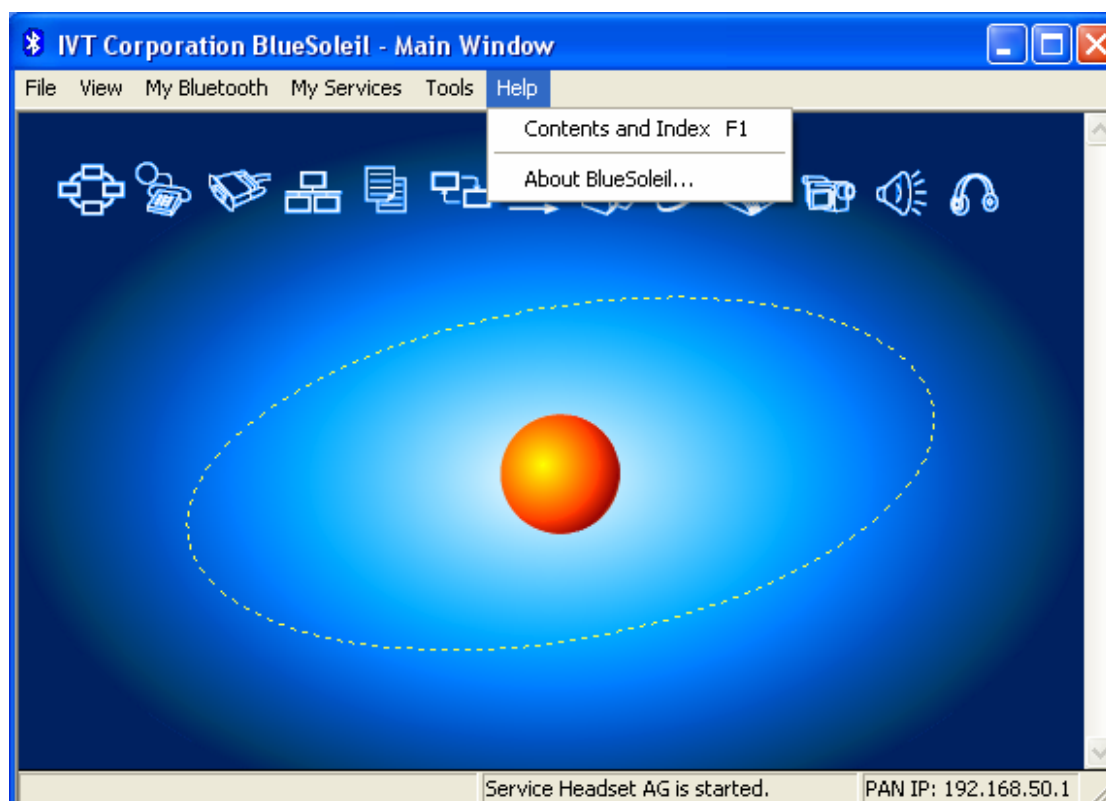 IVT Corporation BlueSoleil - Main Window
File View My Bluetooth My Services Tools Help
Contents and Index F1
About BlueSoleil...
Service Headset AG is started.
PAN IP: 192.168.50.1